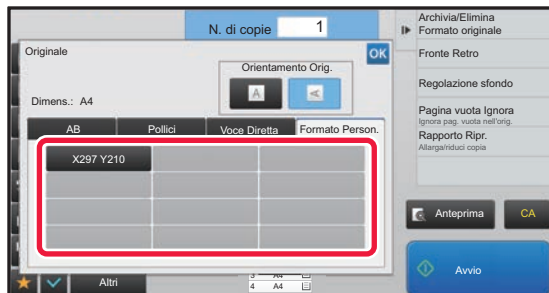 N. di copie 1
Originale
OK
Orientamento Orig.
A
A
Dimens.: A4
AB
Pollici
Voce Diretta
Formato Person.
X297 Y210
Altri
3 A4
4 A4
Archivia/Elimina
Formato originale
Fronte Retro
Regolazione sfondo
Pagina vuota Ignora
Ignora pag. vuota nell'orig.
Rapporto Ripr.
Allarga/riduci copia
Anteprima
CA
Avvio